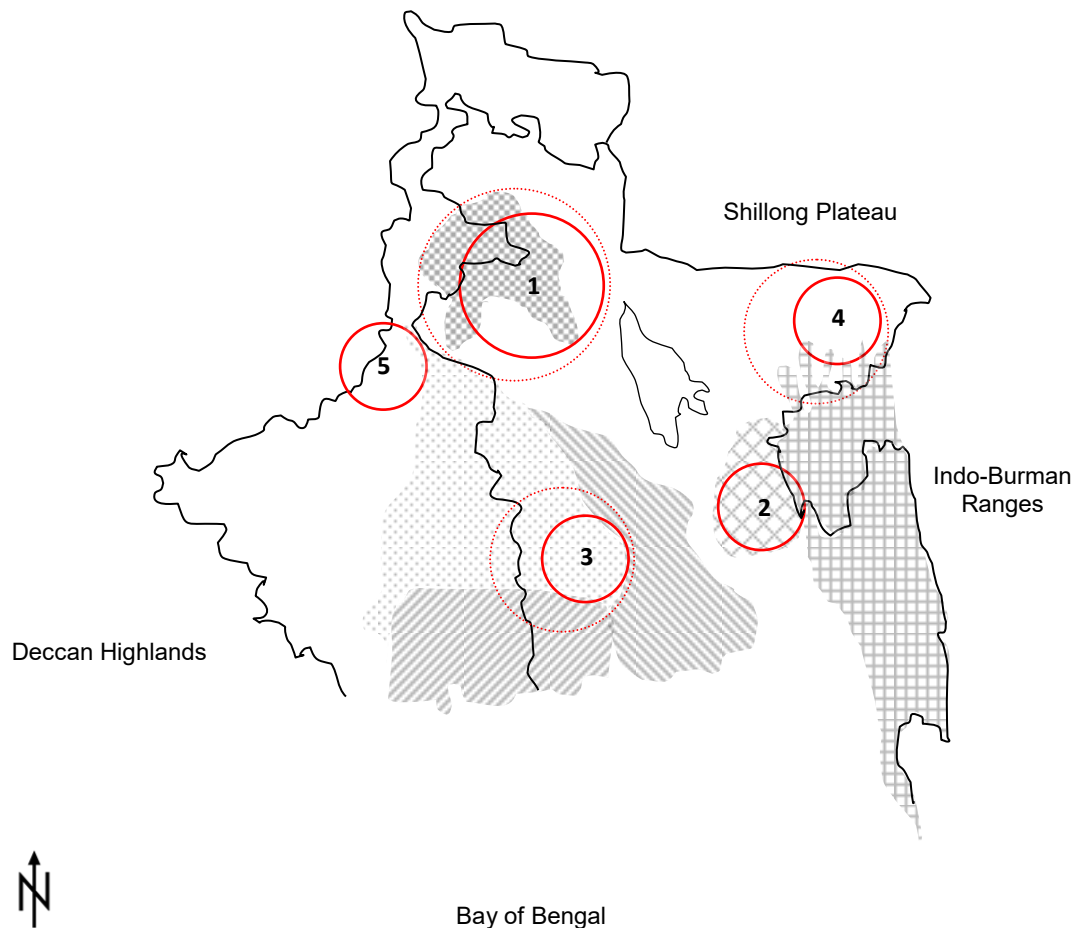 Shillong Plateau
1
4
5
Indo-Burman
Ranges
2
3
Deccan Highlands
N
Bay of Bengal